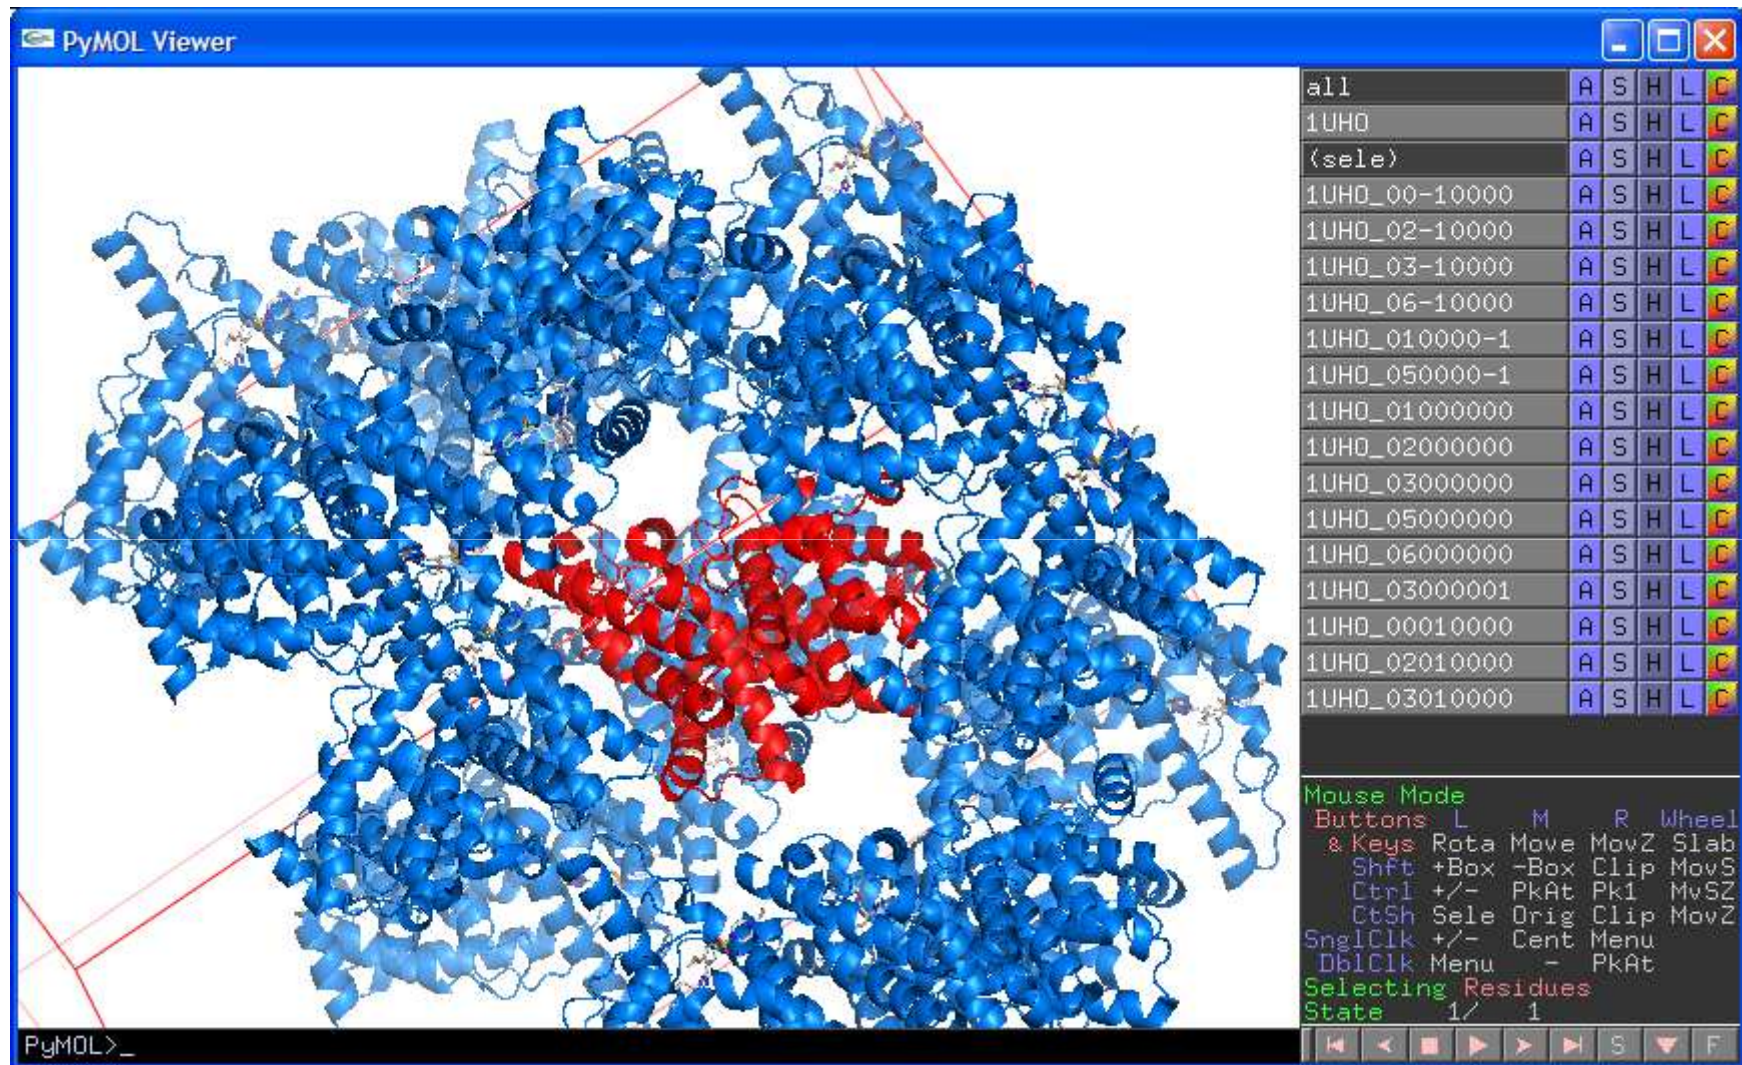 PyMOL Viewer
all A S H L C
1UHO A S H L C
(sele) A S H L C
1UHO_00-10000 A S H L C
1UHO_02-10000 A S H L C
1UHO_03-10000 A S H L C
1UHO_06-10000 A S H L C
1UHO_010000-1 A S H L C
1UHO_050000-1 A S H L C
1UHO_01000000 A S H L C
1UHO_02000000 A S H L C
1UHO_03000000 A S H L C
1UHO_05000000 A S H L C
1UHO_06000000 A S H L C
1UHO_03000001 A S H L C
1UHO_00010000 A S H L C
1UHO_02010000 A S H L C
1UHO_03010000 A S H L C
Mouse Mode
Buttons L M R Wheel
& Keys Rota Move MovZ Slab
Shft +Box -Box Clip MovS
Ctrl +/- PkAt Pk1 MvSZ
CtSh Sele Orig Clip MovZ
SnglClk +/- Cent Menu
DblClk Menu - PkAt
Selecting Residues
State 1/ 1
PyMOL>_
S F